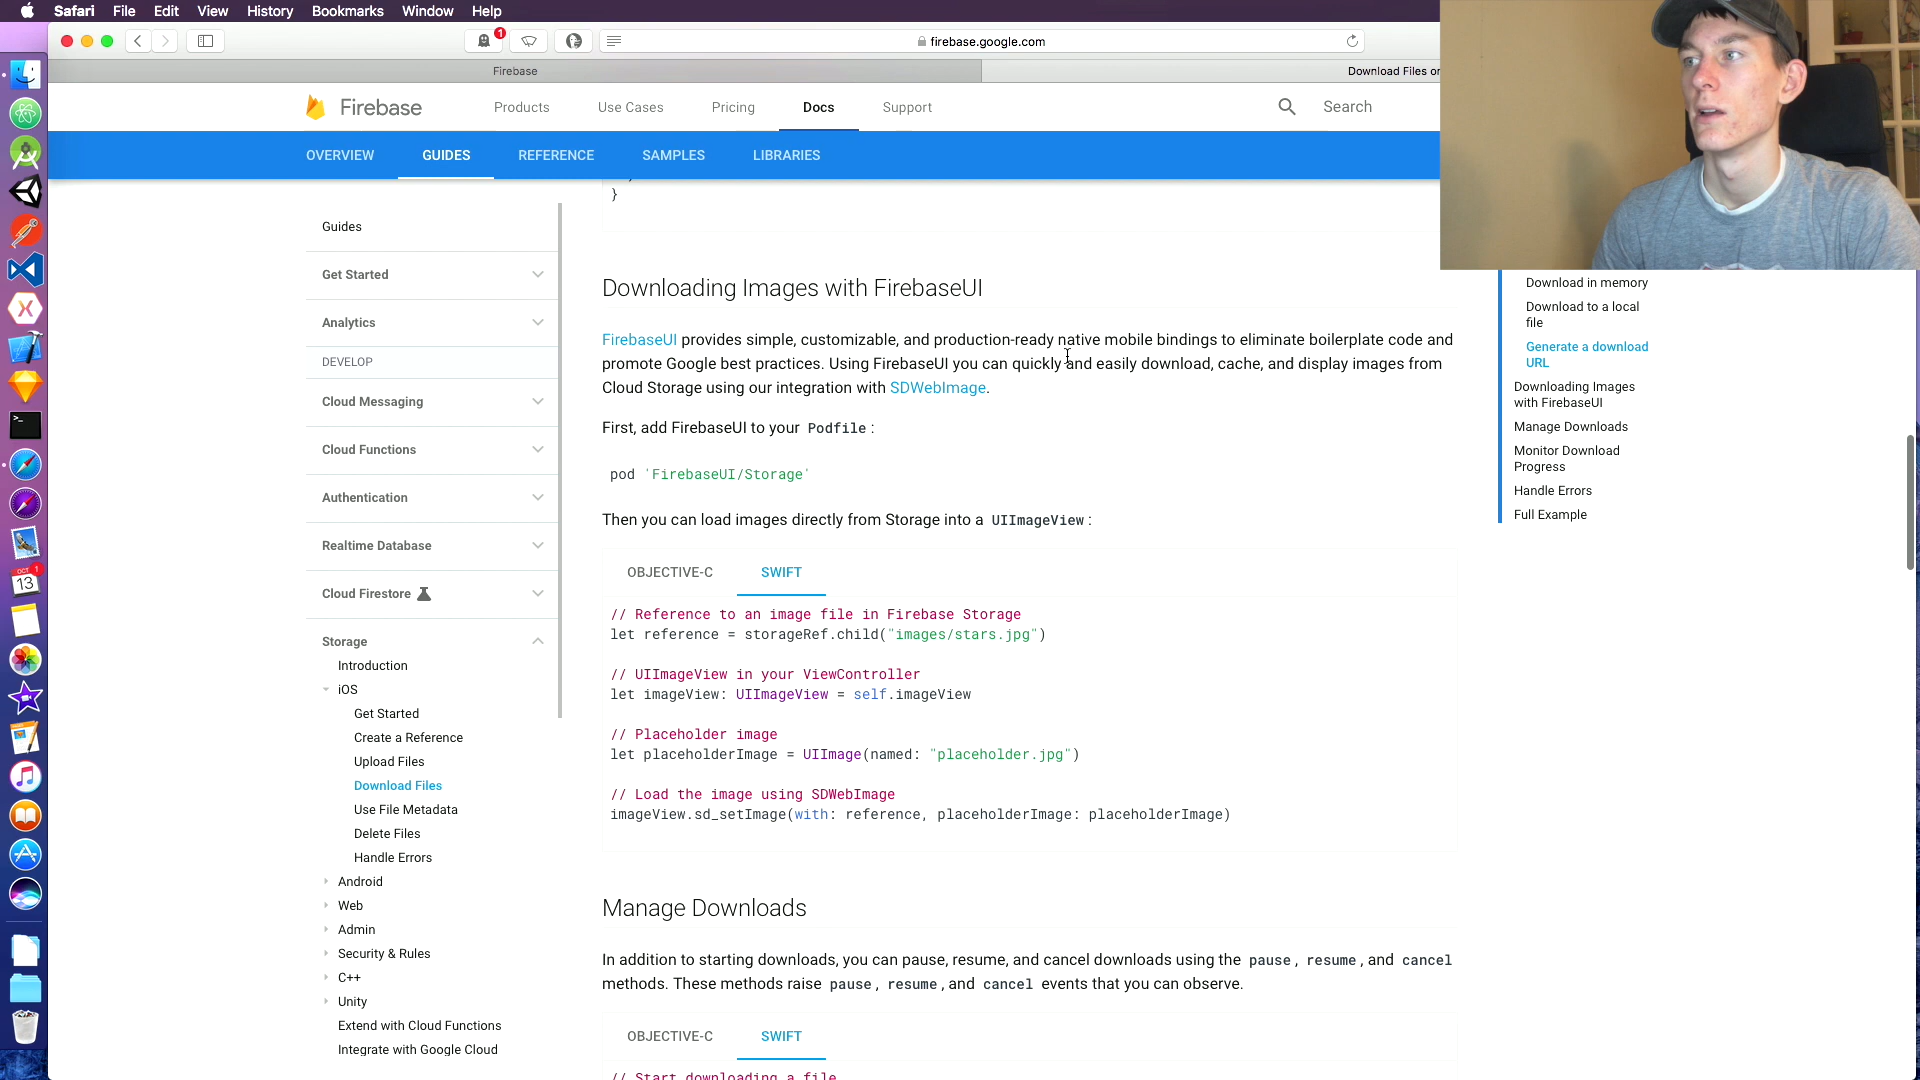 Safari File Edit View History Bookmarks Window Help
1
firebase.google.com
Firebase
Download Files on
Firebase
Products
Use Cases
Pricing
Docs
Support
Search
OVERVIEW
GUIDES
REFERENCE
SAMPLES
LIBRARIES
Guides
Get Started
Analytics
DEVELOP
Cloud Messaging
Cloud Functions
Authentication
Realtime Database
Cloud Firestore
Storage
Introduction
iOS
Get Started
Create a Reference
Upload Files
Download Files
Use File Metadata
Delete Files
Handle Errors
Android
Web
Admin
Security & Rules
C++
Unity
Extend with Cloud Functions
Integrate with Google Cloud
}
Downloading Images with FirebaseUI
FirebaseUI provides simple, customizable, and production-ready native mobile bindings to eliminate boilerplate code and
promote Google best practices. Using FirebaseUI you can quickly and easily download, cache, and display images from
Cloud Storage using our integration with SDWebImage.
First, add FirebaseUI to your Podfile:
pod 'FirebaseUI/Storage'
Then you can load images directly from Storage into a UIImageView:
OBJECTIVE-C SWIFT
// Reference to an image file in Firebase Storage
let reference = storageRef.child("images/stars.jpg")
// UIImageView in your ViewController
let imageView: UIImageView = self.imageView
// Placeholder image
let placeholderImage = UIImage(named: "placeholder.jpg")
// Load the image using SDWebImage
imageView.sd_setImage(with: reference, placeholderImage: placeholderImage)
Manage Downloads
In addition to starting downloads, you can pause, resume, and cancel downloads using the pause, resume, and cancel
methods. These methods raise pause, resume, and cancel events that you can observe.
OBJECTIVE-C SWIFT
// Start downloading a file
Download in memory
Download to a local
file
Generate a download
URL
Downloading Images
with FirebaseUI
Manage Downloads
Monitor Download
Progress
Handle Errors
Full Example
OCT 1
13